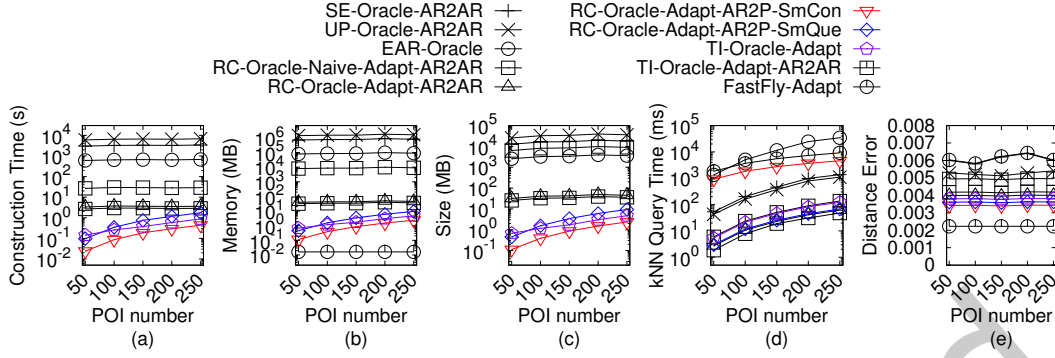 SE-Oracle-AR2AR
UP-Oracle-AR2AR
EAR-Oracle
RC-Oracle-Naive-Adapt-AR2AR
RC-Oracle-Adapt-AR2AR
RC-Oracle-Adapt-AR2P-SmCon
RC-Oracle-Adapt-AR2P-SmQue
TI-Oracle-Adapt
TI-Oracle-Adapt-AR2AR
FastFly-Adapt
Construction Time (s)
10^4
10^3
10^2
10^1
10^0
10^-1
10^-2
50 100 150 200 250
POI number
(a)
Memory (MB)
10^6
10^5
10^4
10^3
10^2
10^1
10^0
10^-1
10^-2
50 100 150 200 250
POI number
(b)
Size (MB)
10^5
10^4
10^3
10^2
10^1
10^0
10^-1
50 100 150 200 250
POI number
(c)
kNN Query Time (ms)
10^5
10^4
10^3
10^2
10^1
10^0
50 100 150 200 250
POI number
(d)
Distance Error
0.008
0.007
0.006
0.005
0.004
0.003
0.002
0.001
0
50 100 150 200 250
POI number
(e)